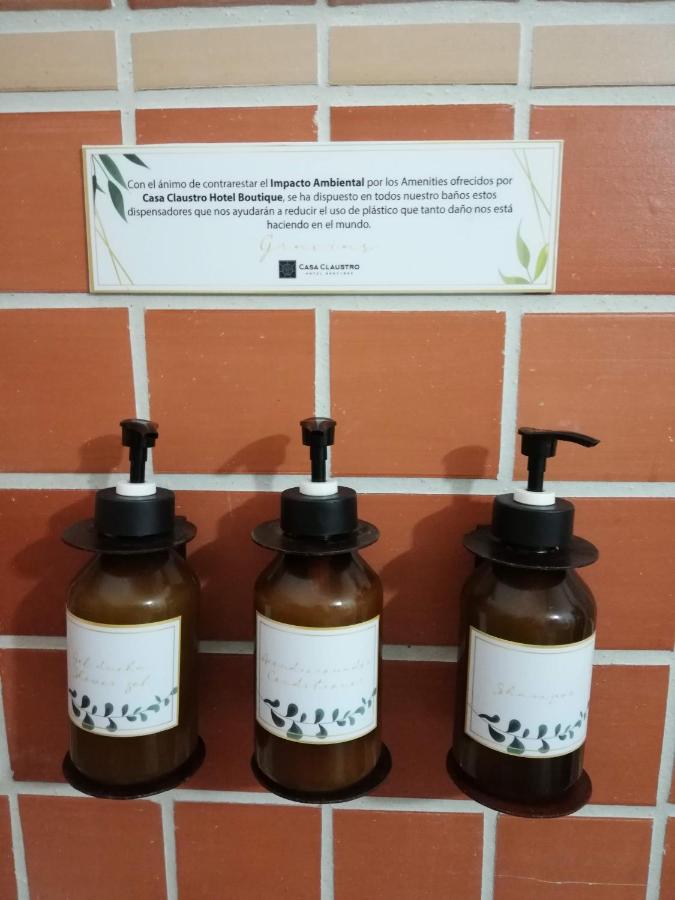 Con el ánimo de contrarestar el Impacto Ambiental por los Amenities ofrecidos por
Casa Claustro Hotel Boutique, se ha dispuesto en todos nuestro baños estos
dispensadores que nos ayudarán a reducir el uso de plástico que tanto daño nos está
haciendo en el mundo.
Gracias
CASA CLAUSTRO
HOTEL BOUTIQUE
Gel ducha
Shower gel
Acondicionador
Conditioner
Shampoo